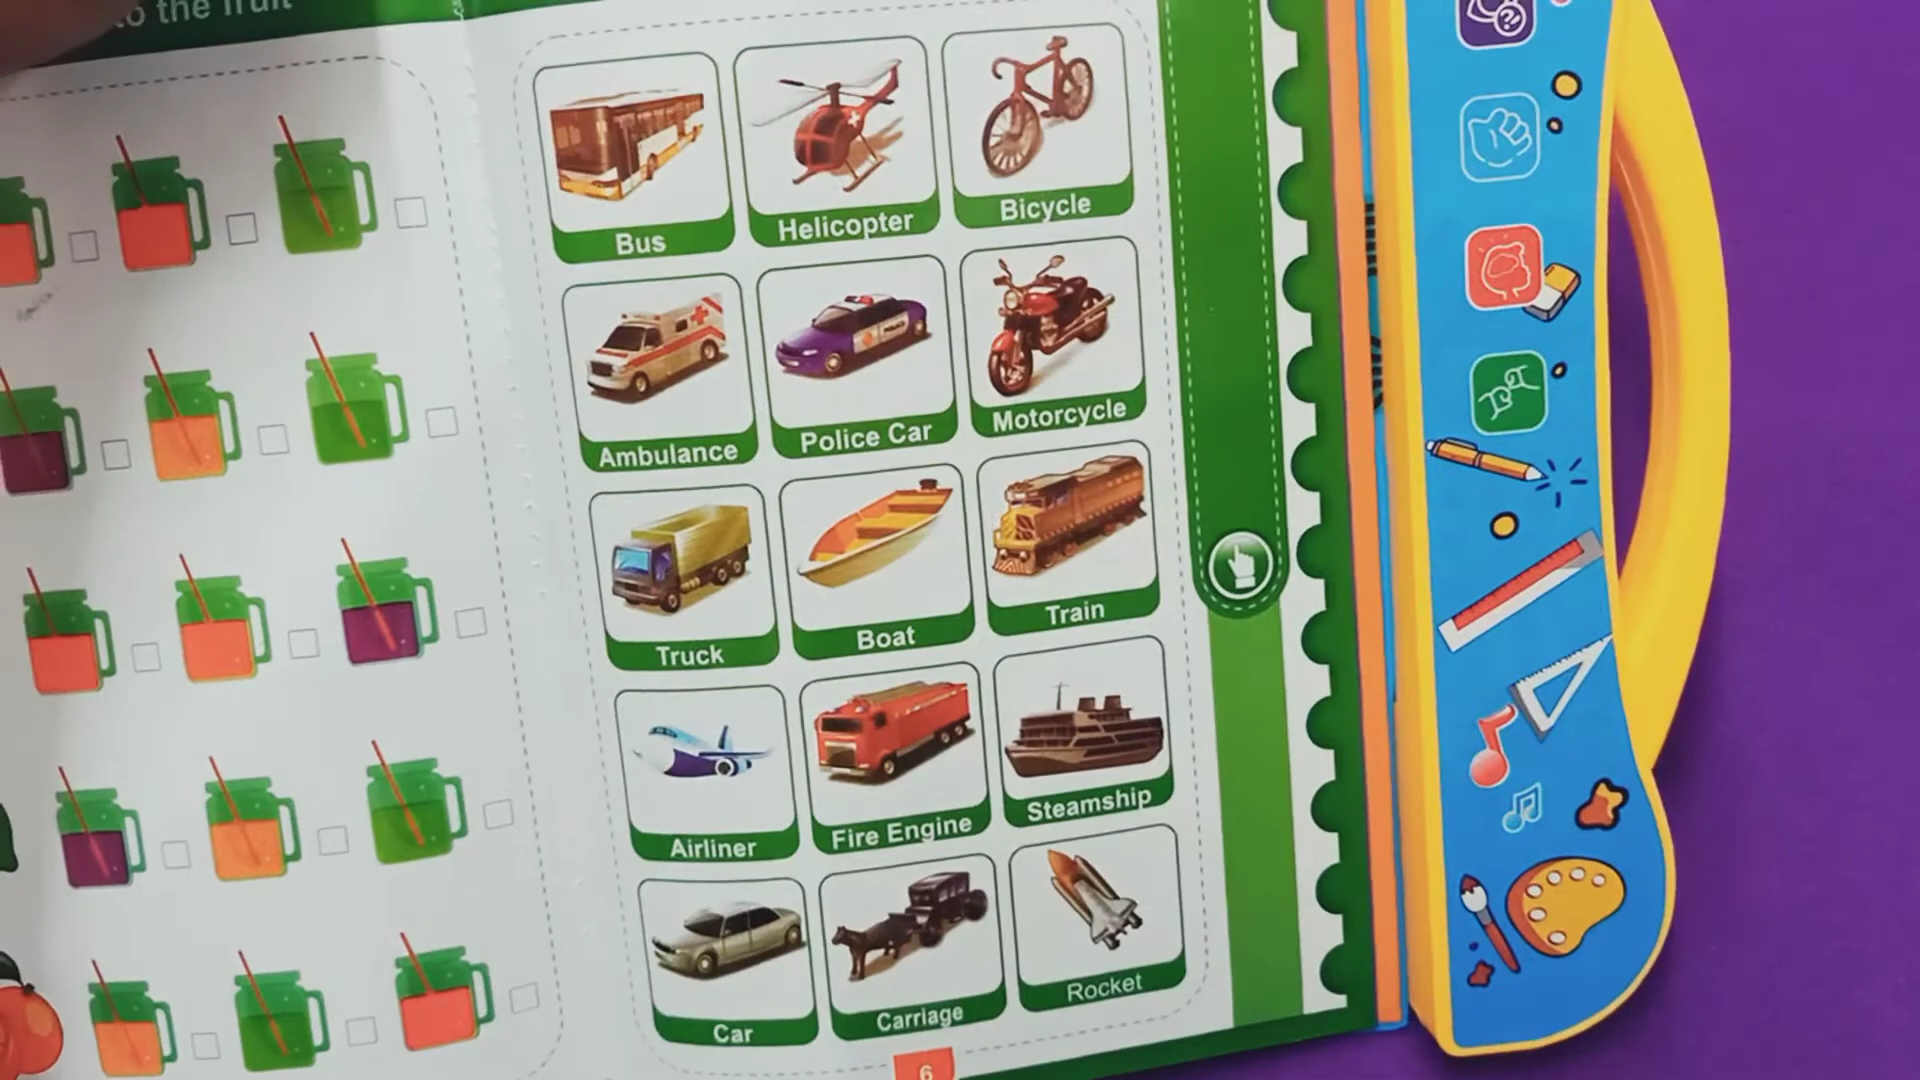 to the fruit
Bus
Helicopter
Bicycle
Ambulance
Police Car
Motorcycle
Truck
Boat
Train
Airliner
Fire Engine
Steamship
Car
Carriage
Rocket
6